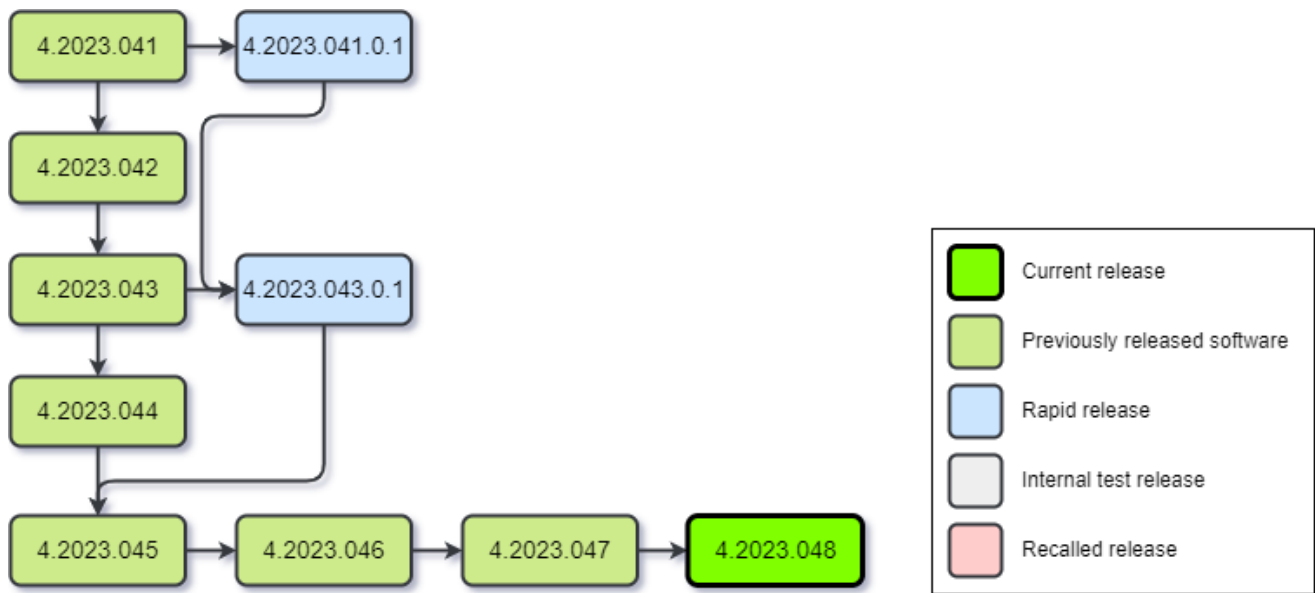 4.2023.041
4.2023.041.0.1
4.2023.042
4.2023.043
4.2023.043.0.1
4.2023.044
4.2023.045
4.2023.046
4.2023.047
4.2023.048
Current release
Previously released software
Rapid release
Internal test release
Recalled release